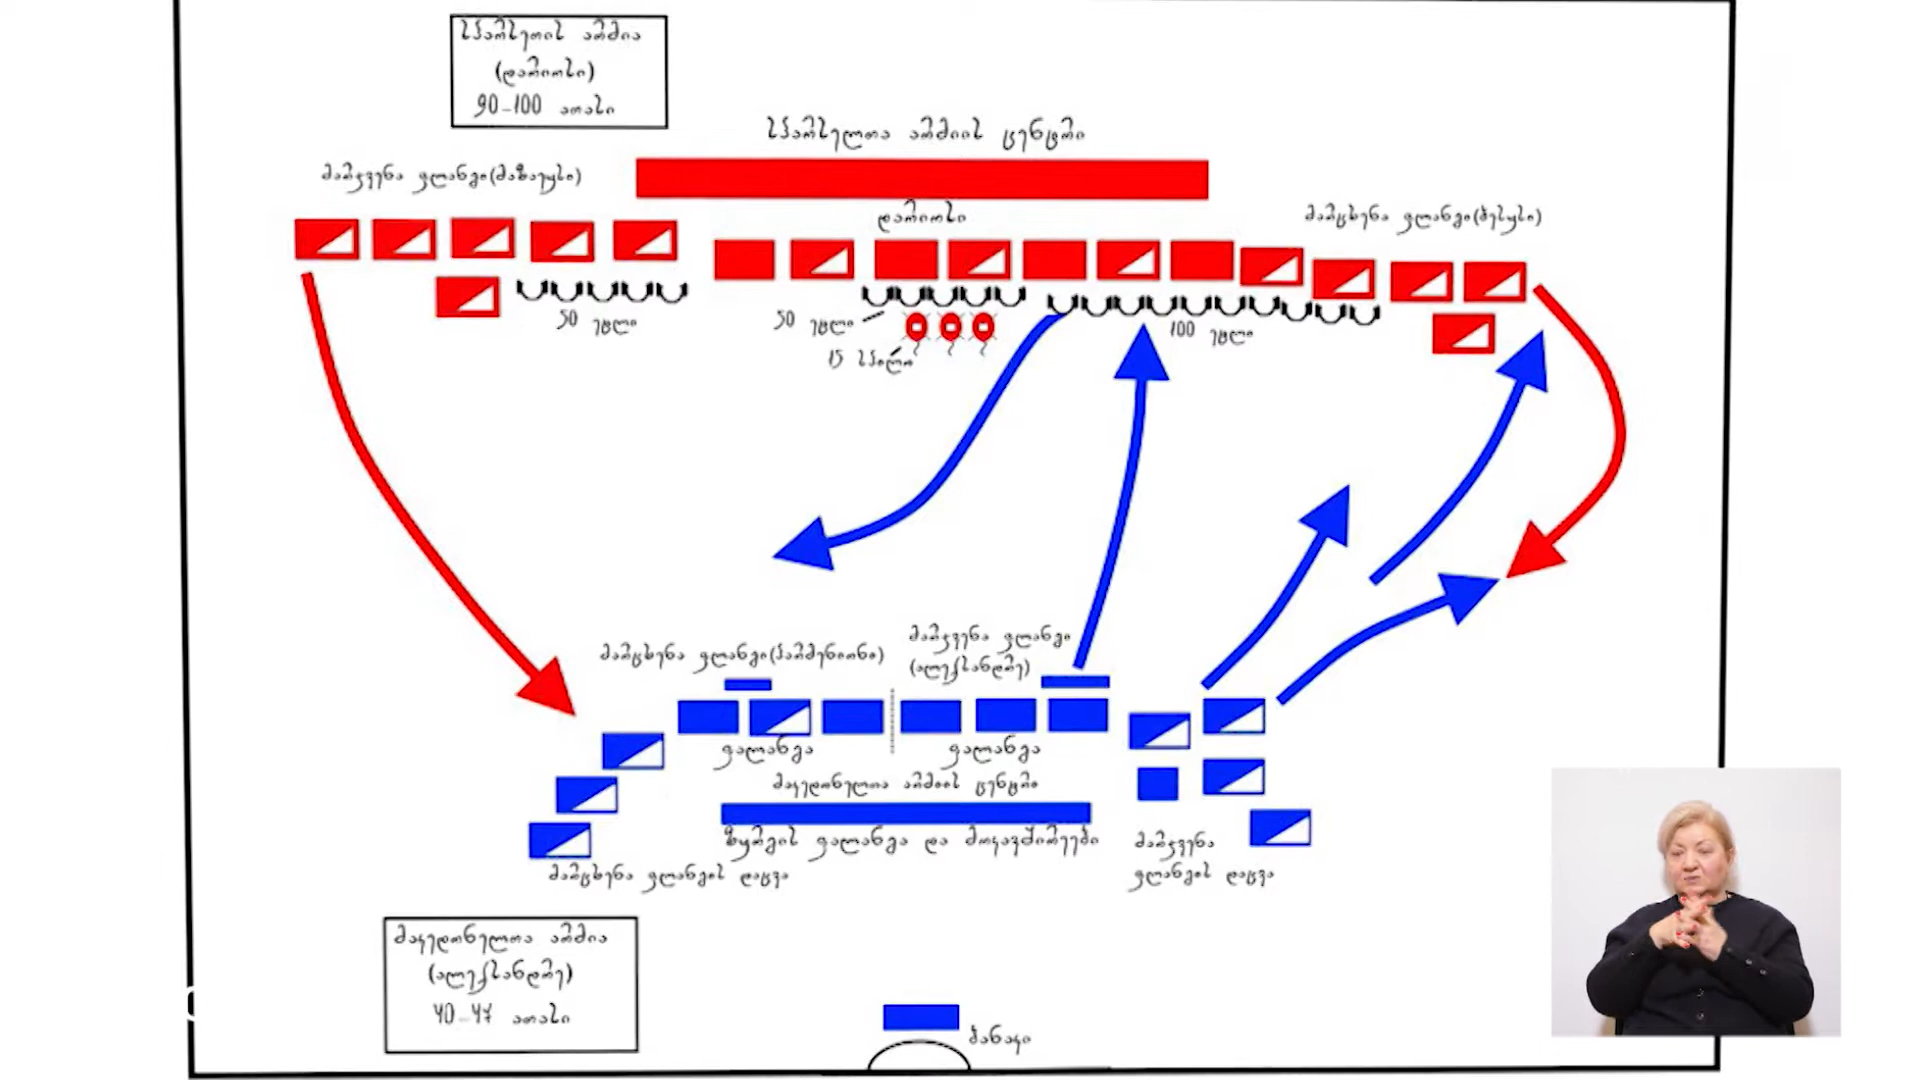 სპარსეთის არმია
(დარიოსი)
90-100 ათასი
სპარსელთა არმიის ცენტრი
მარჯვენა ფლანგი(მაზაეუსი)
დარიოსი
მარცხენა ფლანგი(ბესუსი)
50 ეტლი
50 ეტლი
15 სპილო
100 ეტლი
მარცხენა ფლანგი(პარმენიონი)
მარჯვენა ფლანგი
(ალექსანდრე)
ფალანგა
ფალანგა
მაკედონელთა არმიის ცენტრი
ზურგის ფალანგა და მოკავშირეები
მარცხენა ფლანგის დაცვა
მარჯვენა
ფლანგის დაცვა
მაკედონელთა არმია
(ალექსანდრე)
40-47 ათასი
ბანაკი